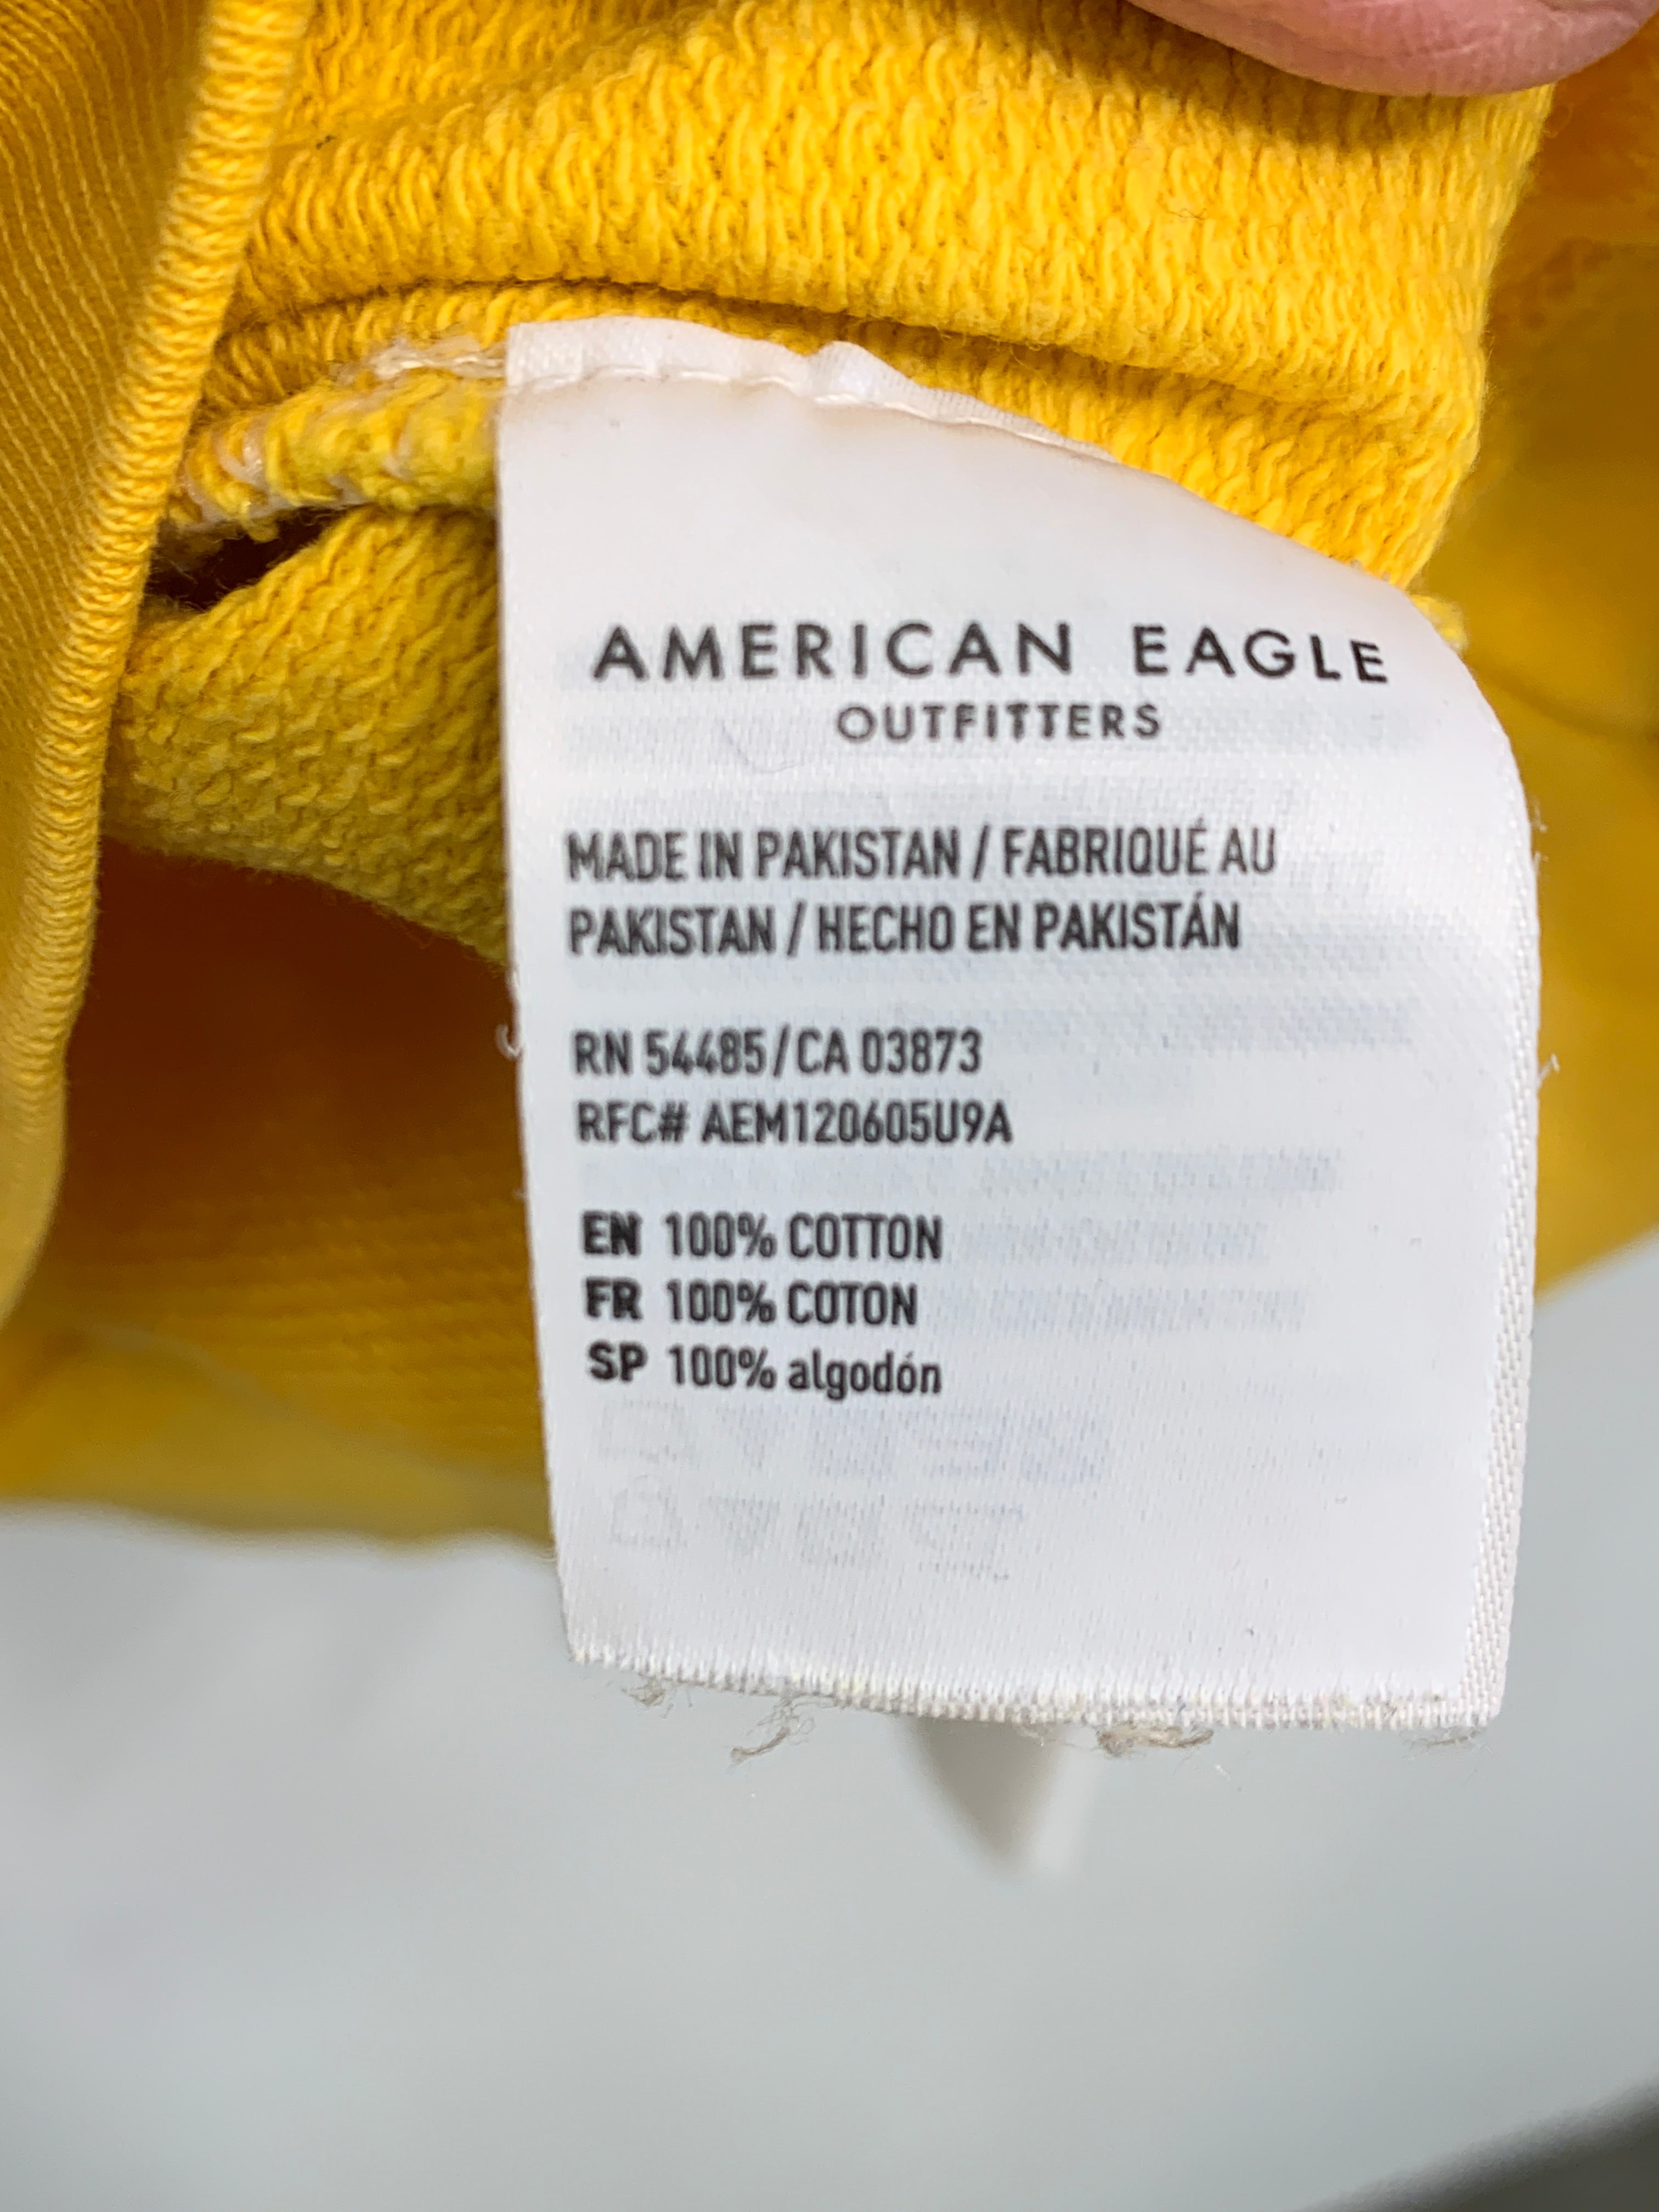 AMERICAN EAGLE
OUTFITTERS
MADE IN PAKISTAN / FABRIQUÉ AU
PAKISTAN / HECHO EN PAKISTÁN
RN 54485/CA 03873
RFC# AEM120605U9A
EN 100% COTTON
FR 100% COTON
SP 100% algodón